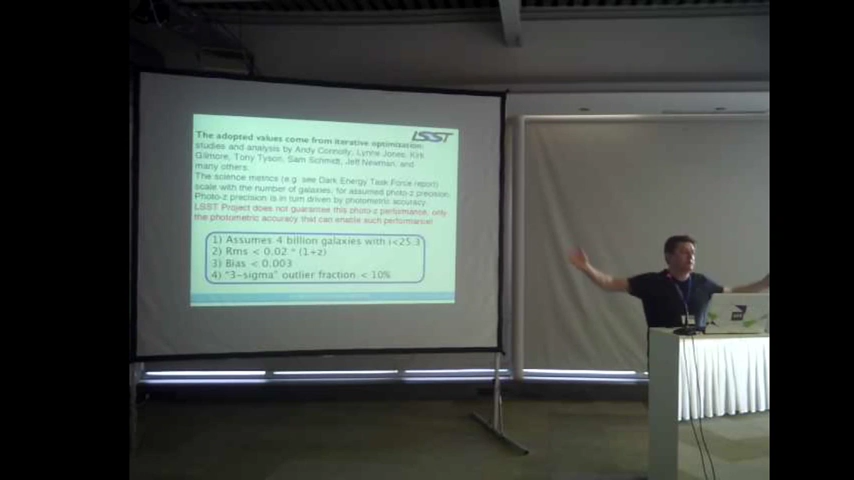 LSST
The adopted values come from iterative optimization:
studies and analysis by Andy Connolly, Lynne Jones, Kirk
Gilmore, Tony Tyson, Sam Schmidt, Jeff Newman, and
many others.
The science metrics (e.g. see Dark Energy Task Force report)
scale with the number of galaxies, for assumed photo-z precision;
Photo-z precision is in turn driven by photometric accuracy.
LSST Project does not guarantee this photo-z performance, only
the photometric accuracy that can enable such performance!
1) Assumes 4 billion galaxies with i<25.3
2) Rms < 0.02 * (1+z)
3) Bias < 0.003
4) "3-sigma" outlier fraction < 10%